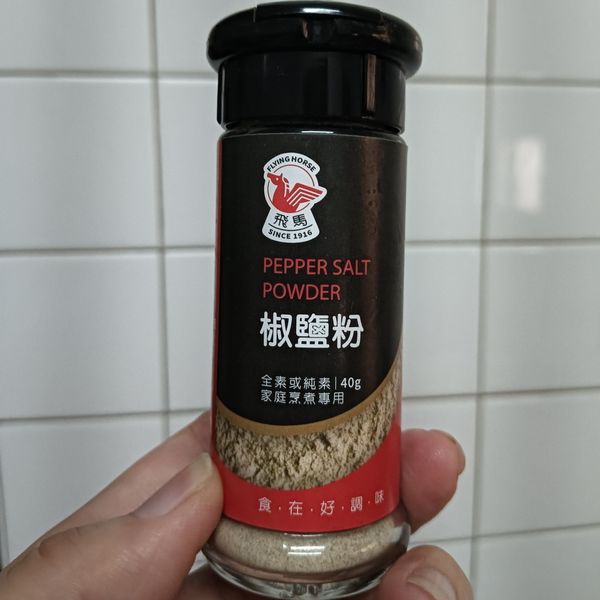 FLYING HORSE
飛馬
SINCE 1916
PEPPER SALT
POWDER
椒鹽粉
全素或純素|40g
家庭烹煮專用
食.在.好.調.味